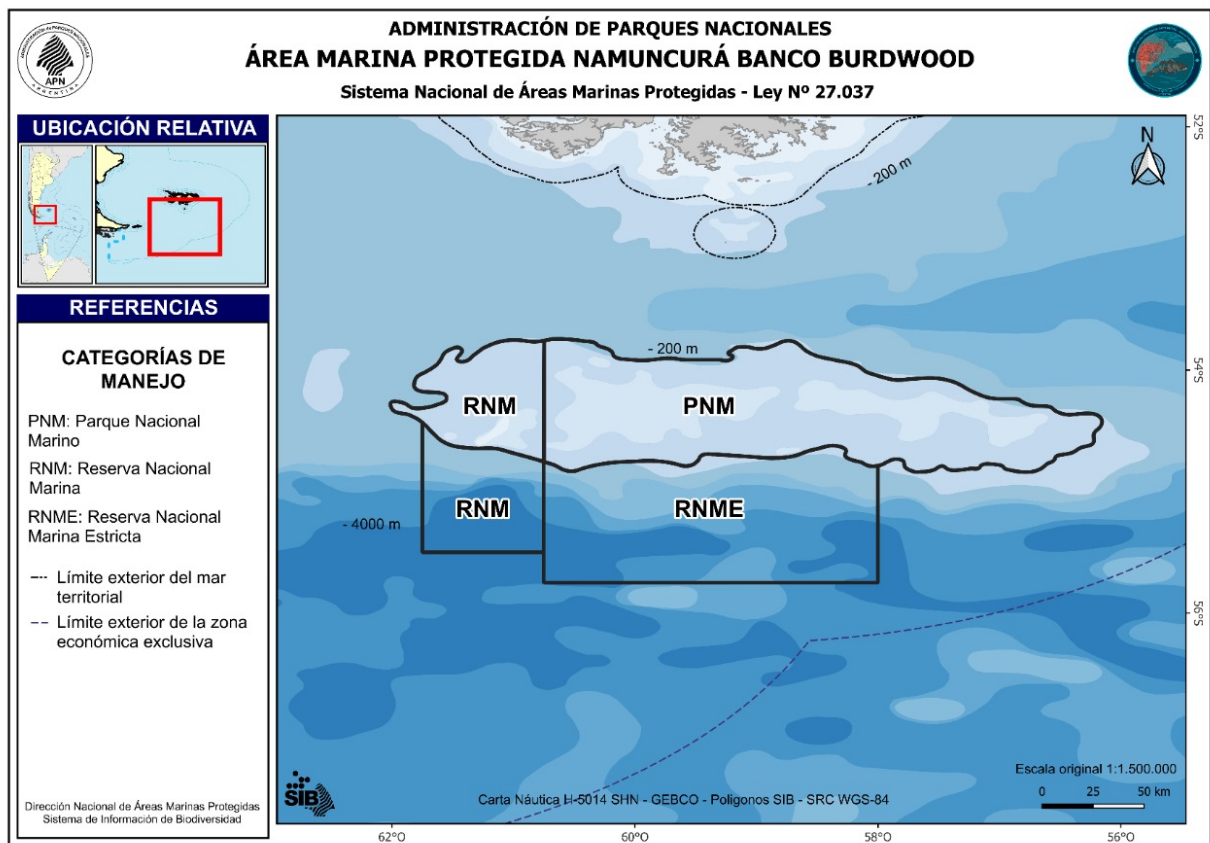 ADMINISTRACIÓN DE PARQUES NACIONALES
ÁREA MARINA PROTEGIDA NAMUNCURÁ BANCO BURDWOOD
Sistema Nacional de Áreas Marinas Protegidas - Ley Nº 27.037
APN
ARGENTINA
UBICACIÓN RELATIVA
REFERENCIAS
CATEGORÍAS DE
MANEJO
PNM: Parque Nacional
Marino
RNM: Reserva Nacional
Marina
RNME: Reserva Nacional
Marina Estricta
Límite exterior del mar
territorial
Límite exterior de la zona
económica exclusiva
Dirección Nacional de Áreas Marinas Protegidas
Sistema de Información de Biodiversidad
N
52°S
- 200 m
- 200 m
54°S
RNM
PNM
RNM
RNME
- 4000 m
56°S
SIB
Carta Náutica H-5014 SHN - GEBCO - Poligonos SIB - SRC WGS-84
Escala original 1:1.500.000
0 25 50 km
62°O
60°O
58°O
56°O